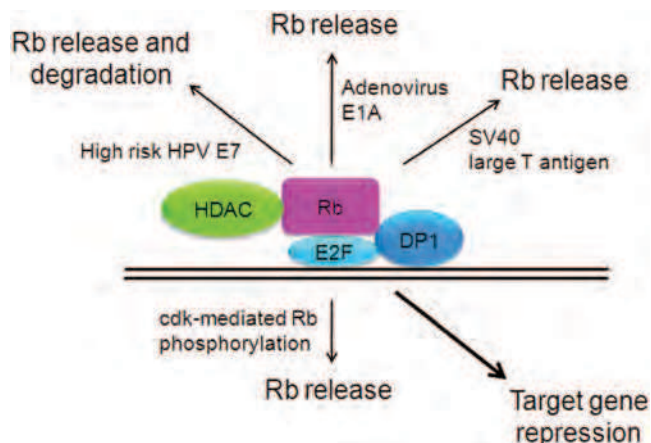 Rb release and
degradation
Rb release
Rb release
Adenovirus
E1A
High risk HPV E7
SV40
large T antigen
HDAC
Rb
E2F
DP1
cdk-mediated Rb
phosphorylation
Rb release
Target gene
repression